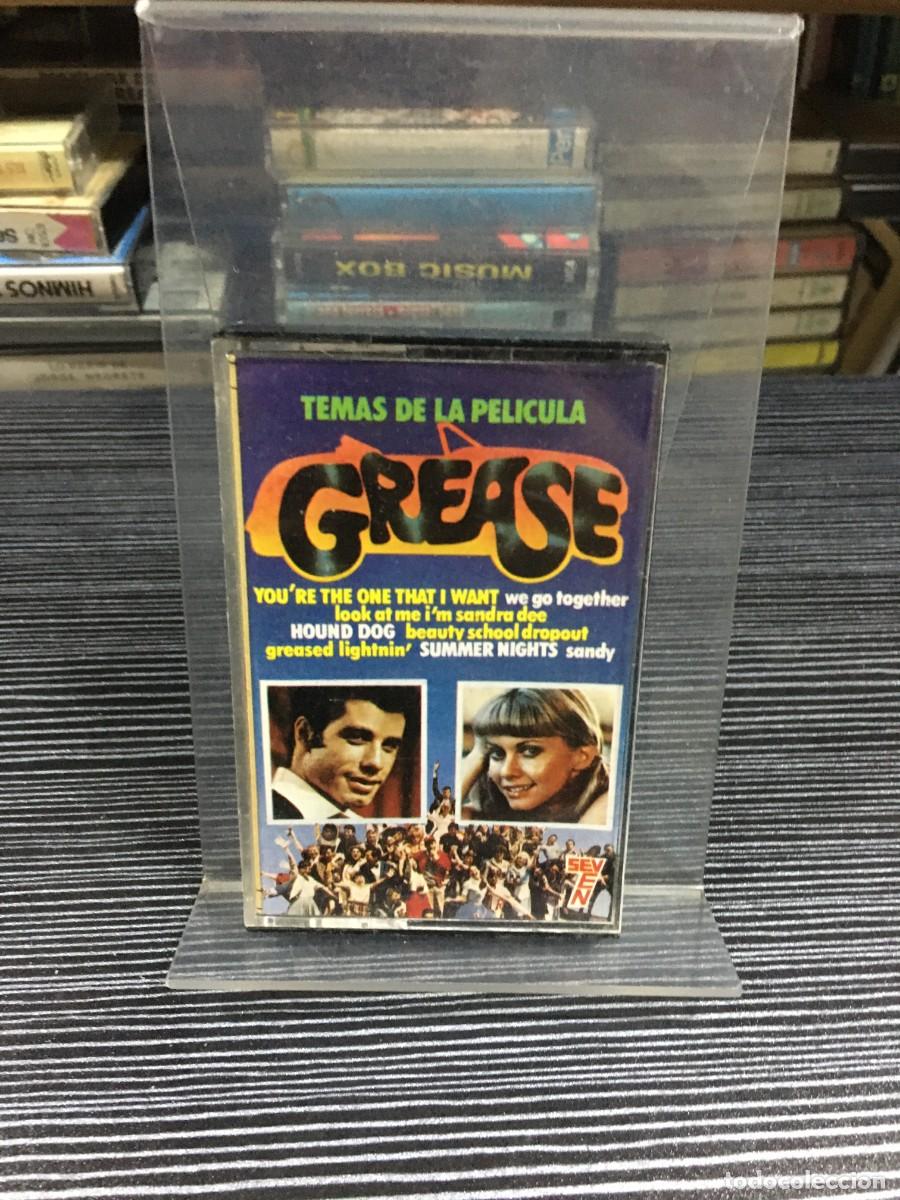 MUSIC BOX
HIMNOS
TEMAS DE LA PELICULA
GREASE
YOU'RE THE ONE THAT I WANT we go together
look at me i'm sandra dee
HOUND DOG beauty school dropout
greased lightnin' SUMMER NIGHTS sandy
SEVEN
todocoleccion